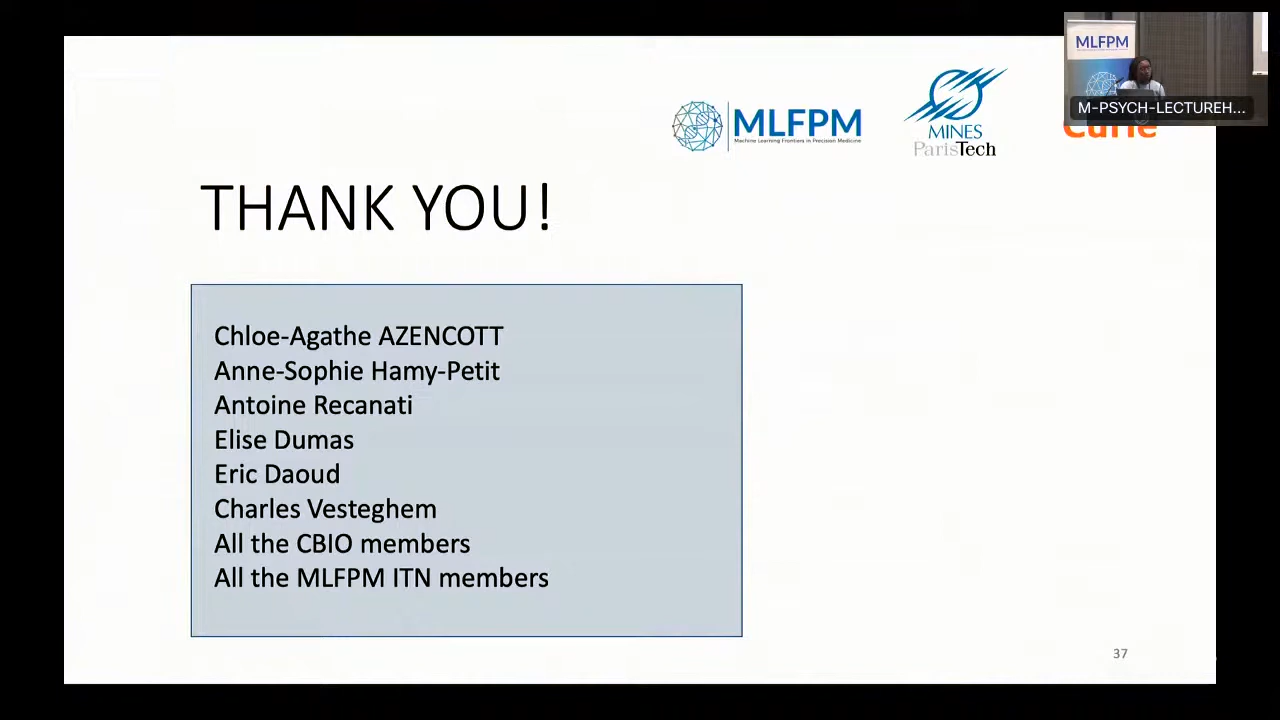 MLFPM
MLFPM
Machine Learning Frontiers in Precision Medicine
MINES
ParisTech
M-PSYCH-LECTUREH...
Curie
THANK YOU!
Chloe-Agathe AZENCOTT
Anne-Sophie Hamy-Petit
Antoine Recanati
Elise Dumas
Eric Daoud
Charles Vesteghem
All the CBIO members
All the MLFPM ITN members
37